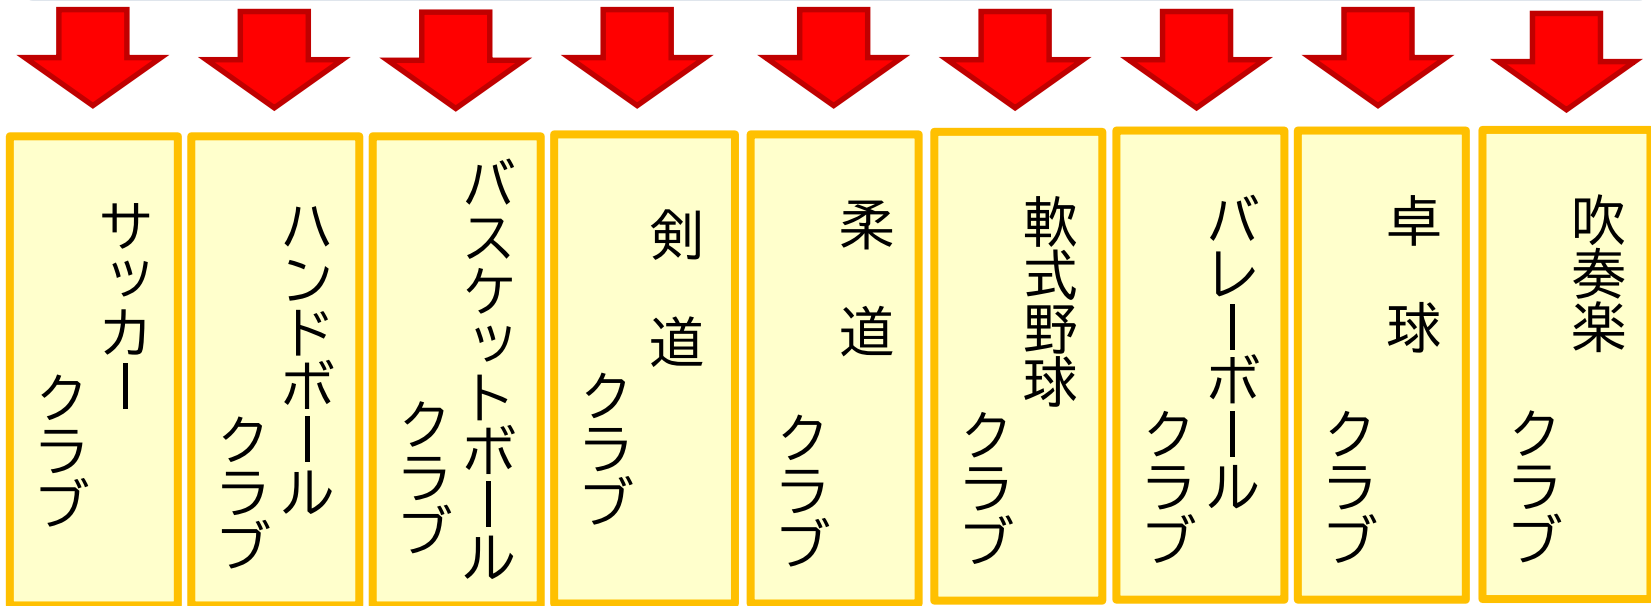 サッカー
クラブ
ハンドボール
クラブ
バスケットボール
クラブ
剣　道
クラブ
柔　道
クラブ
軟式野球
クラブ
バレーボール
クラブ
卓　球
クラブ
吹奏楽
クラブ